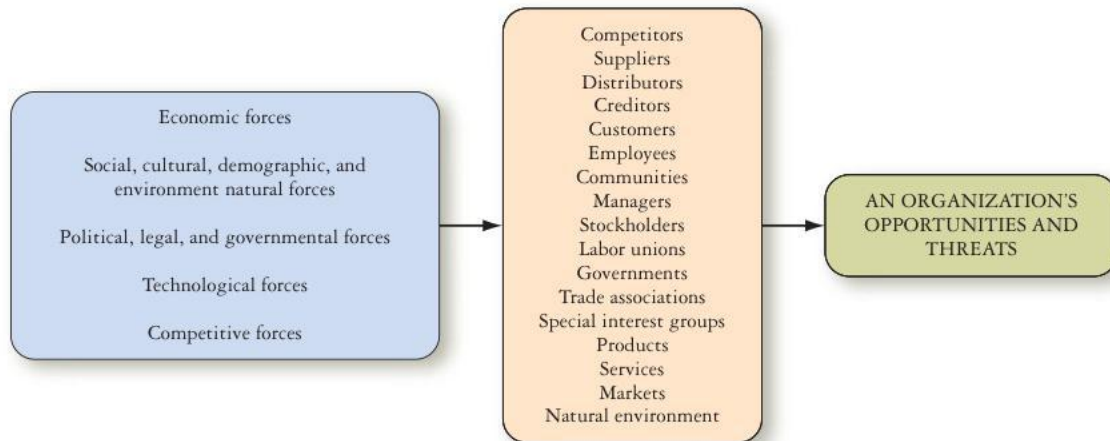 Economic forces
Social, cultural, demographic, and
environment natural forces
Political, legal, and governmental forces
Technological forces
Competitive forces
Competitors
Suppliers
Distributors
Creditors
Customers
Employees
Communities
Managers
Stockholders
Labor unions
Governments
Trade associations
Special interest groups
Products
Services
Markets
Natural environment
AN ORGANIZATION'S
OPPORTUNITIES AND
THREATS